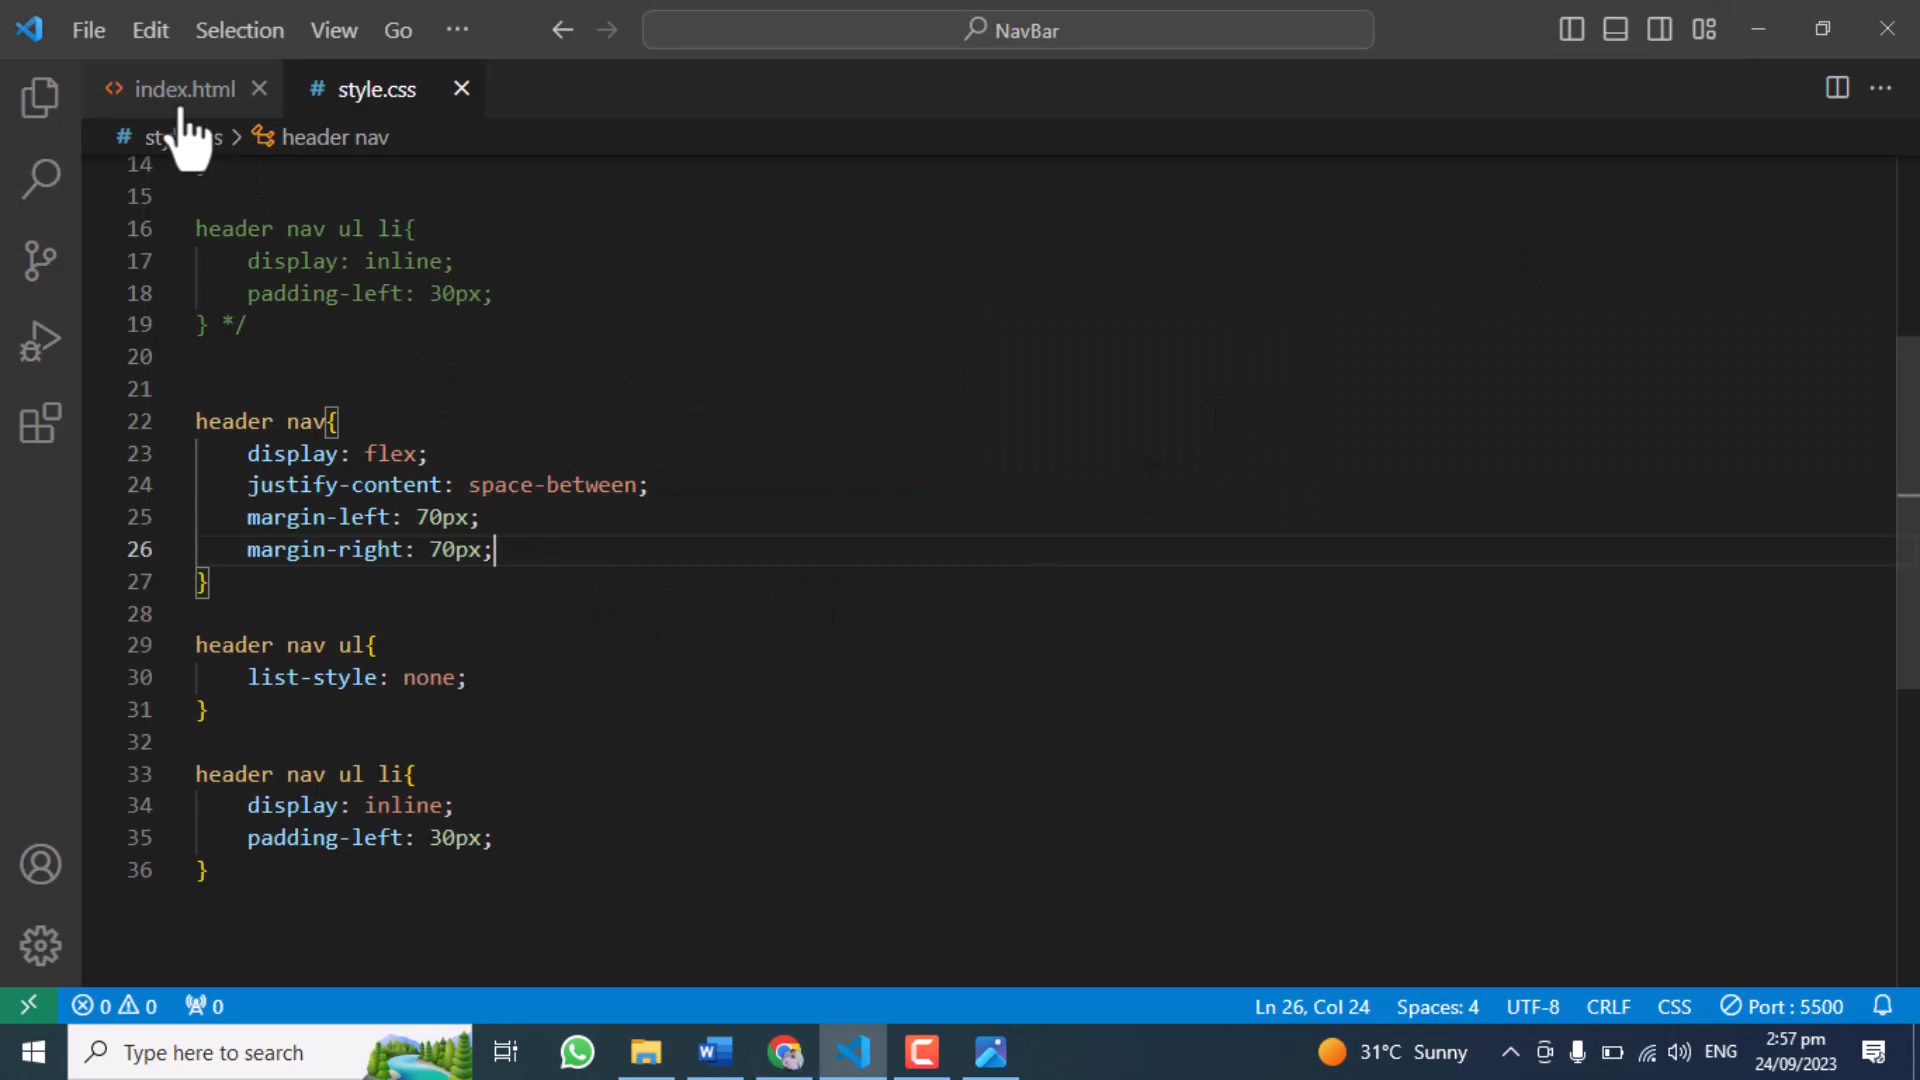 File Edit Selection View Go ··· NavBar
index.html style.css
header nav
14
15
16 header nav ul li{
17 display: inline;
18 padding-left: 30px;
19 } */
20
21
22 header nav{
23 display: flex;
24 justify-content: space-between;
25 margin-left: 70px;
26 margin-right: 70px;
27 }
28
29 header nav ul{
30 list-style: none;
31 }
32
33 header nav ul li{
34 display: inline;
35 padding-left: 30px;
36 }
0 0 0 Ln 26, Col 24 Spaces: 4 UTF-8 CRLF CSS Port : 5500
Type here to search 31°C Sunny ENG 2:57 pm
24/09/2023